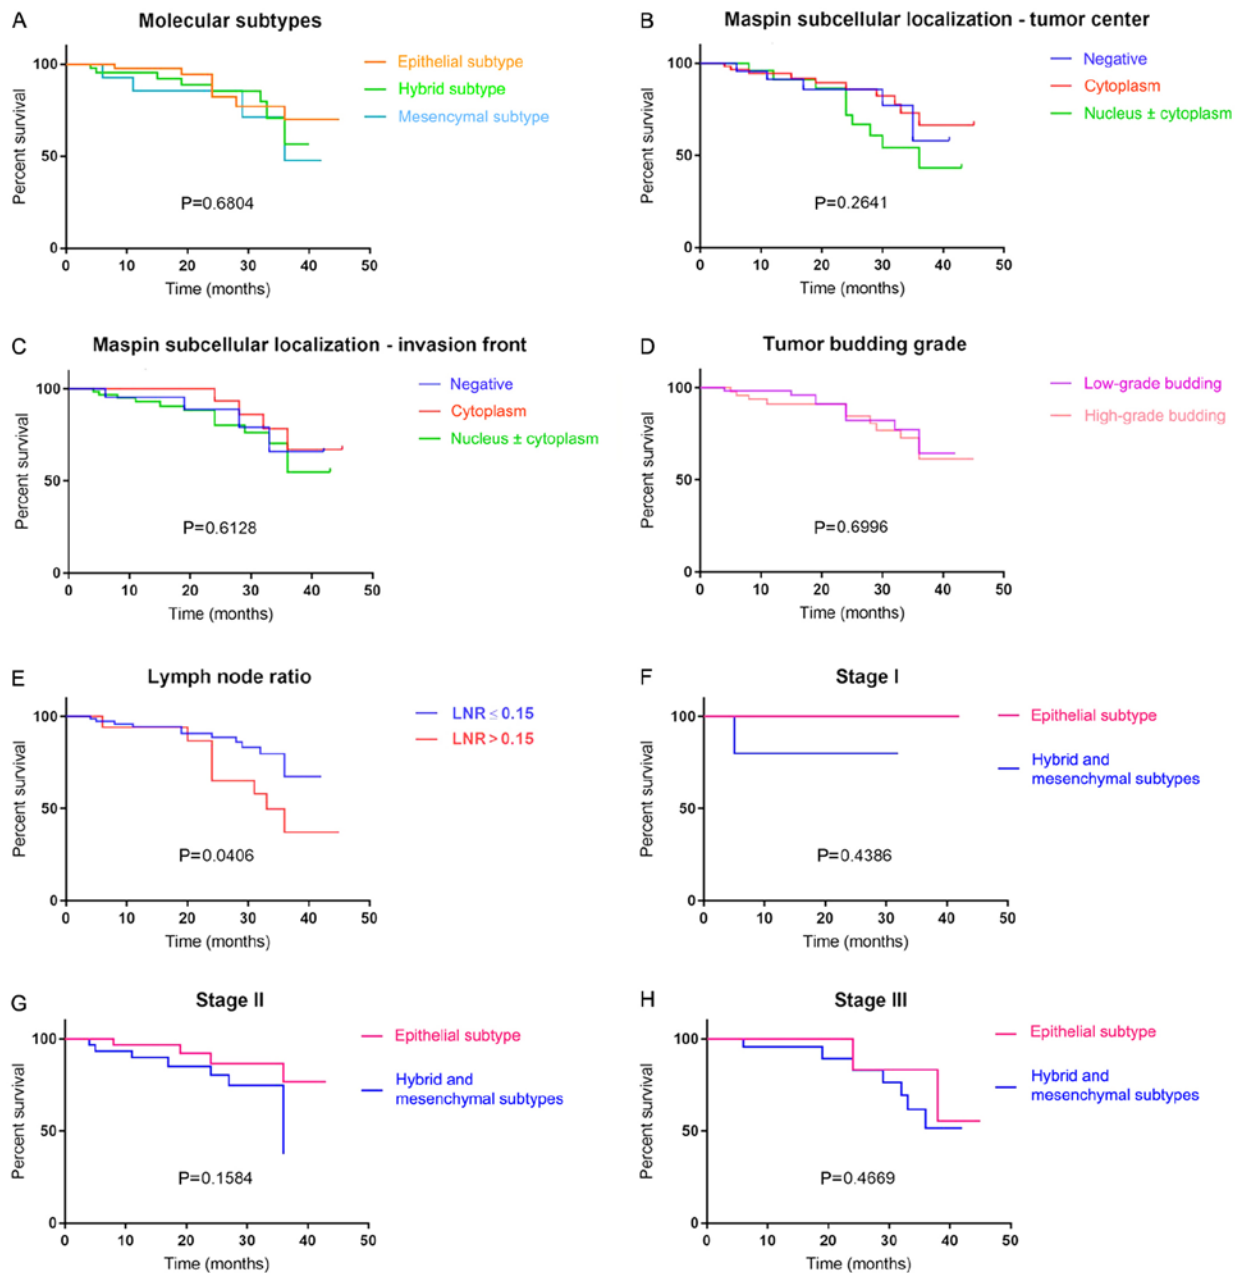 A
Molecular subtypes
Percent survival
100
50
0
0 10 20 30 40 50
Time (months)
P=0.6804
Epithelial subtype
Hybrid subtype
Mesencymal subtype
B
Maspin subcellular localization - tumor center
Percent survival
100
50
0
0 10 20 30 40 50
Time (months)
P=0.2641
Negative
Cytoplasm
Nucleus ± cytoplasm
C
Maspin subcellular localization - invasion front
Percent survival
100
50
0
0 10 20 30 40 50
Time (months)
P=0.6128
Negative
Cytoplasm
Nucleus ± cytoplasm
D
Tumor budding grade
Percent survival
100
50
0
0 10 20 30 40 50
Time (months)
P=0.6996
Low-grade budding
High-grade budding
E
Lymph node ratio
Percent survival
100
50
0
0 10 20 30 40 50
Time (months)
P=0.0406
LNR ≤ 0.15
LNR > 0.15
F
Stage I
Percent survival
100
50
0
0 10 20 30 40 50
Time (months)
P=0.4386
Epithelial subtype
Hybrid and
mesenchymal subtypes
G
Stage II
Percent survival
100
50
0
0 10 20 30 40 50
Time (months)
P=0.1584
Epithelial subtype
Hybrid and
mesenchymal subtypes
H
Stage III
Percent survival
100
50
0
0 10 20 30 40 50
Time (months)
P=0.4669
Epithelial subtype
Hybrid and
mesenchymal subtypes